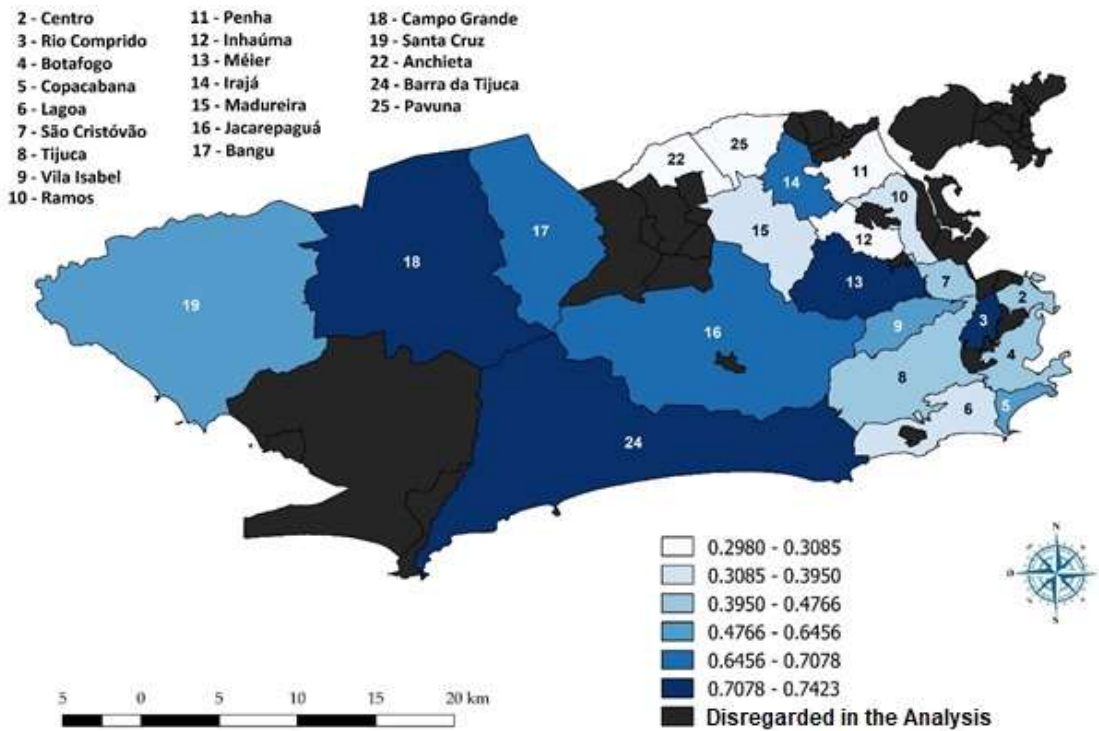 2 - Centro
3 - Rio Comprido
4 - Botafogo
5 - Copacabana
6 - Lagoa
7 - São Cristóvão
8 - Tijuca
9 - Vila Isabel
10 - Ramos
11 - Penha
12 - Inhaúma
13 - Méier
14 - Irajá
15 - Madureira
16 - Jacarepaguá
17 - Bangu
18 - Campo Grande
19 - Santa Cruz
22 - Anchieta
24 - Barra da Tijuca
25 - Pavuna
25
22
11
14
10
15
17
12
18
13
7
2
19
3
9
16
4
8
6
5
24
0.2980 - 0.3085
0.3085 - 0.3950
0.3950 - 0.4766
0.4766 - 0.6456
0.6456 - 0.7078
0.7078 - 0.7423
Disregarded in the Analysis
5 0 5 10 15 20 km